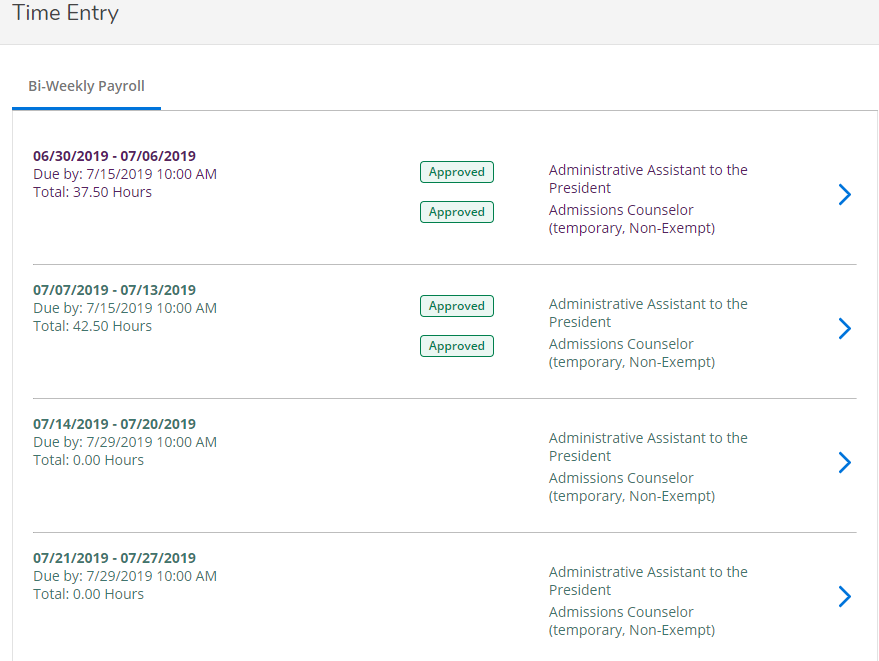 Time Entry
Bi-Weekly Payroll
06/30/2019 - 07/06/2019
Due by: 7/15/2019 10:00 AM
Total: 37.50 Hours
Approved
Approved
Administrative Assistant to the
President
Admissions Counselor
(temporary, Non-Exempt)
07/07/2019 - 07/13/2019
Due by: 7/15/2019 10:00 AM
Total: 42.50 Hours
Approved
Approved
Administrative Assistant to the
President
Admissions Counselor
(temporary, Non-Exempt)
07/14/2019 - 07/20/2019
Due by: 7/29/2019 10:00 AM
Total: 0.00 Hours
Administrative Assistant to the
President
Admissions Counselor
(temporary, Non-Exempt)
07/21/2019 - 07/27/2019
Due by: 7/29/2019 10:00 AM
Total: 0.00 Hours
Administrative Assistant to the
President
Admissions Counselor
(temporary, Non-Exempt)